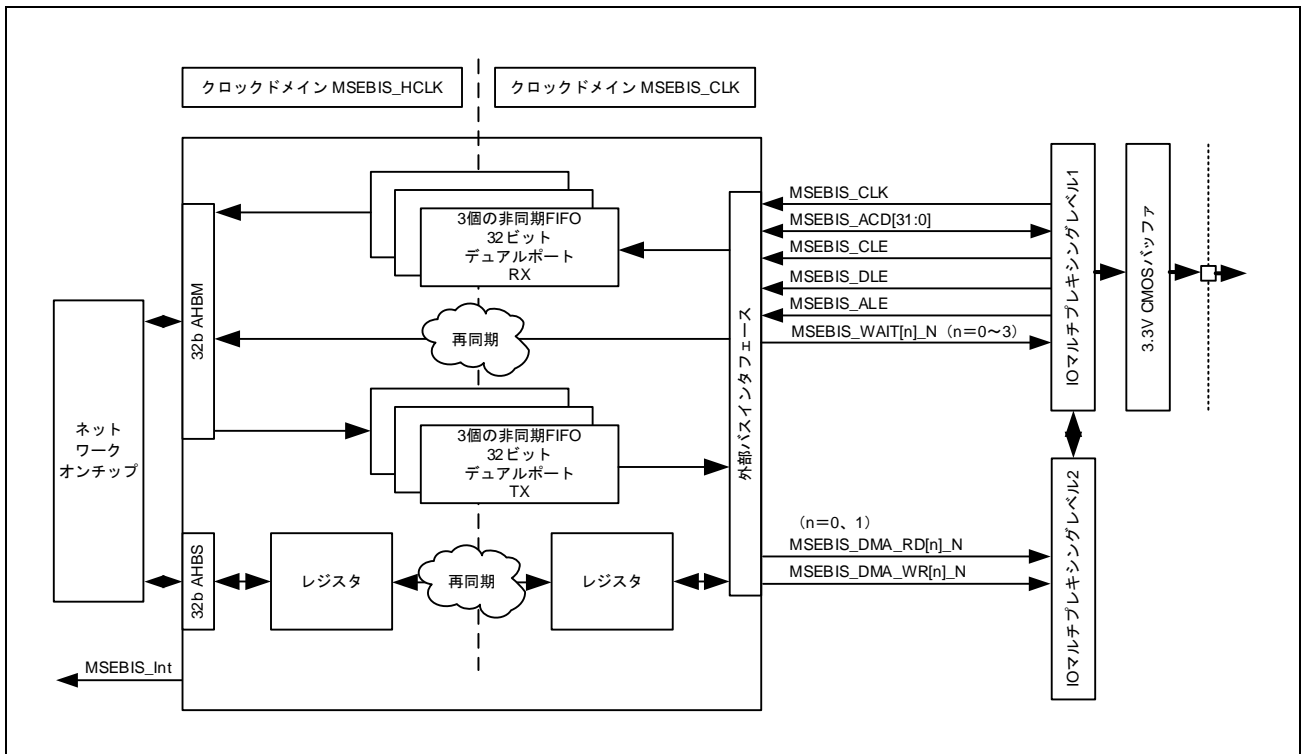 クロックドメイン MSEBIS_HCLK
クロックドメイン MSEBIS_CLK
ネット
ワーク
オンチップ
32b AHBM
32b AHBS
3個の非同期FIFO
32ビット
デュアルポート
RX
再同期
3個の非同期FIFO
32ビット
デュアルポート
TX
レジスタ
再同期
レジスタ
外部バスインタフェース
MSEBIS_CLK
MSEBIS_ACD[31:0]
MSEBIS_CLE
MSEBIS_DLE
MSEBIS_ALE
MSEBIS_WAIT[n]_N（n＝0～3）
（n＝0、1）
MSEBIS_DMA_RD[n]_N
MSEBIS_DMA_WR[n]_N
IOマルチプレキシングレベル1
3.3V CMOSバッファ
IOマルチプレキシングレベル2
MSEBIS_Int